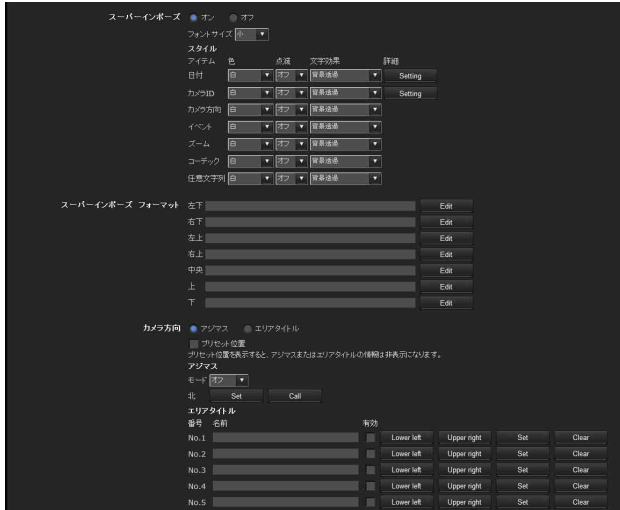 スーパーインポーズ オン オフ
フォントサイズ 小
スタイル
アイテム 色 点滅 文字効果 詳細
日付 白 オフ 背景透過 Setting
カメラID 白 オフ 背景透過 Setting
カメラ方向 白 オフ 背景透過
イベント 白 オフ 背景透過
ズーム 白 オフ 背景透過
コーデック 白 オフ 背景透過
任意文字列 白 オフ 背景透過
スーパーインポーズ フォーマット 左下 Edit
右下 Edit
左上 Edit
右上 Edit
中央 Edit
上 Edit
下 Edit
カメラ方向 アジマス エリアタイトル
プリセット位置
プリセット位置を表示すると、アジマスまたはエリアタイトルの情報は非表示になります。
アジマス
モード オフ
北 Set Call
エリアタイトル
番号 名前 有効
No.1 Lower left Upper right Set Clear
No.2 Lower left Upper right Set Clear
No.3 Lower left Upper right Set Clear
No.4 Lower left Upper right Set Clear
No.5 Lower left Upper right Set Clear